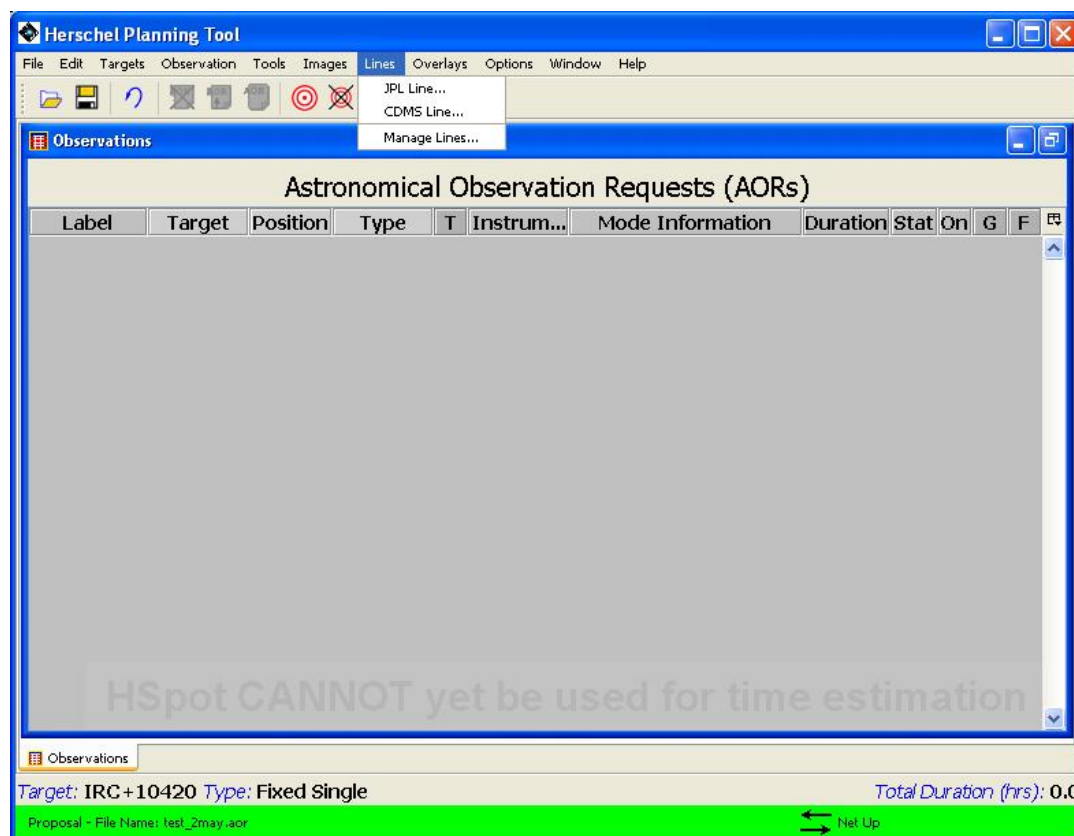 Herschel Planning Tool
File Edit Targets Observation Tools Images Lines Overlays Options Window Help
JPL Line...
CDMS Line...
Manage Lines...
Observations
Astronomical Observation Requests (AORs)
Label Target Position Type T Instrum... Mode Information Duration Stat On G F
HSpot CANNOT yet be used for time estimation
Observations
Target: IRC+10420 Type: Fixed Single Total Duration (hrs): 0.0
Proposal - File Name: test_2may.aor Net Up